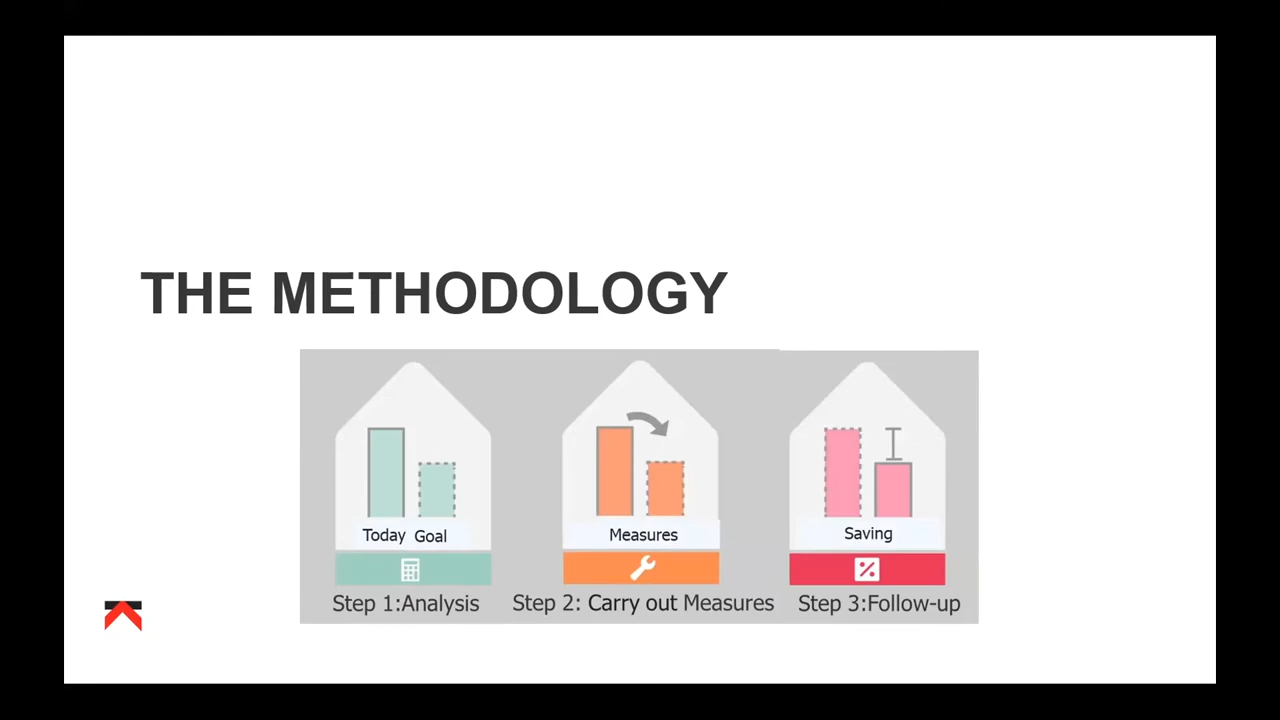 THE METHODOLOGY
Today Goal
Measures
Saving
Step 1:Analysis
Step 2: Carry out Measures
Step 3:Follow-up